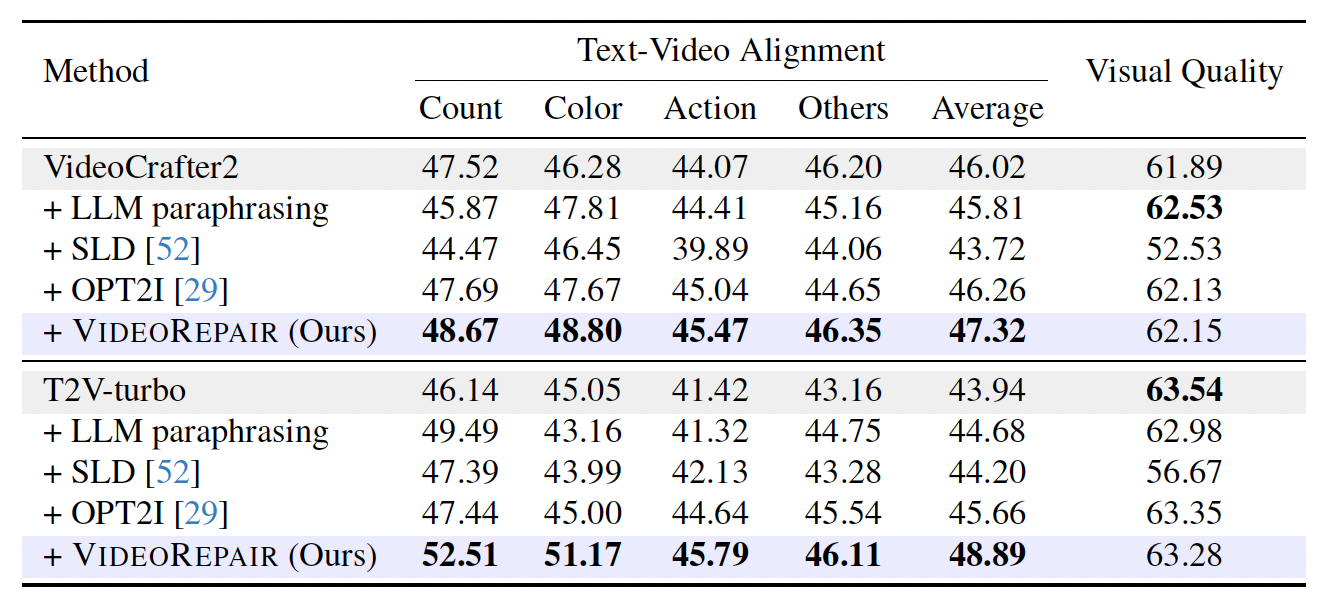 Method Text-Video Alignment Visual Quality
Count Color Action Others Average
VideoCrafter2 47.52 46.28 44.07 46.20 46.02 61.89
+ LLM paraphrasing 45.87 47.81 44.41 45.16 45.81 62.53
+ SLD [52] 44.47 46.45 39.89 44.06 43.72 52.53
+ OPT2I [29] 47.69 47.67 45.04 44.65 46.26 62.13
+ VIDEOREPAIR (Ours) 48.67 48.80 45.47 46.35 47.32 62.15
T2V-turbo 46.14 45.05 41.42 43.16 43.94 63.54
+ LLM paraphrasing 49.49 43.16 41.32 44.75 44.68 62.98
+ SLD [52] 47.39 43.99 42.13 43.28 44.20 56.67
+ OPT2I [29] 47.44 45.00 44.64 45.54 45.66 63.35
+ VIDEOREPAIR (Ours) 52.51 51.17 45.79 46.11 48.89 63.28